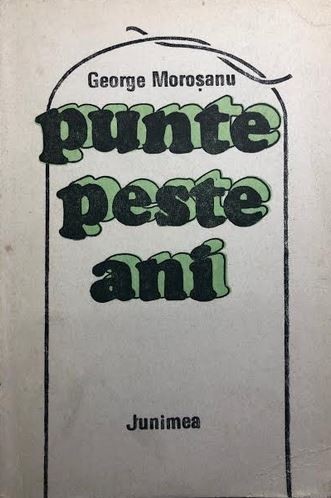 George Moroșanu
punte
peste
ani
Junimea